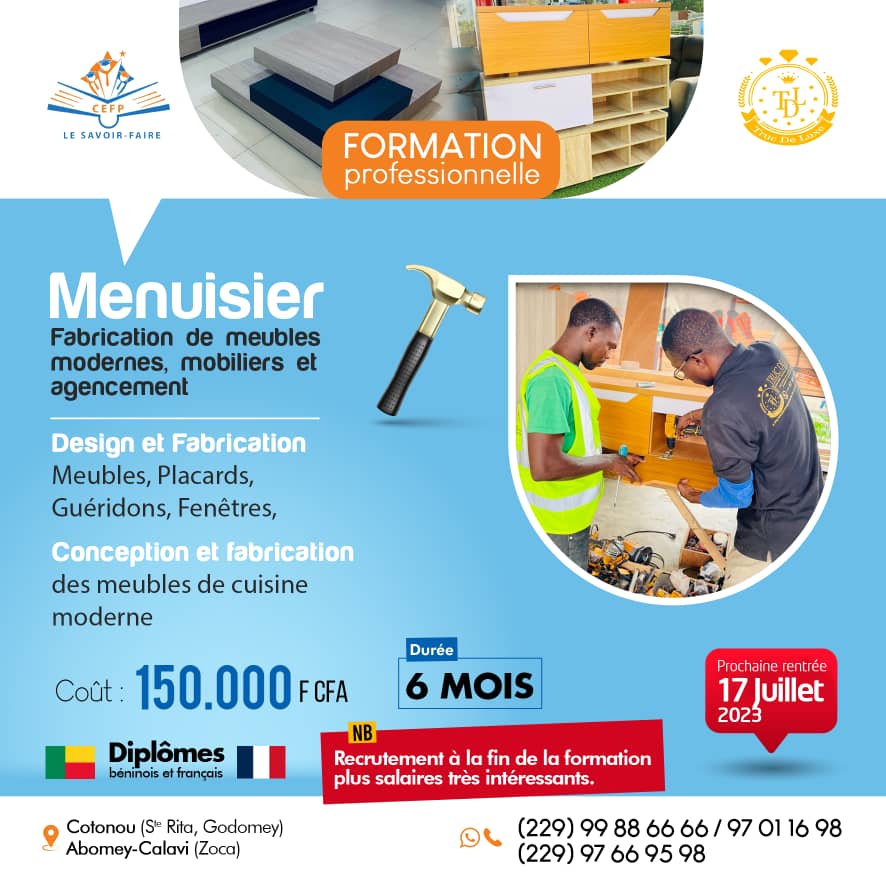 CEFP
LE SAVOIR-FAIRE
TDL
Truc De Luxe
FORMATION
professionnelle
Menuisier
Fabrication de meubles
modernes, mobiliers et
agencement
Design et Fabrication
Meubles, Placards,
Guéridons, Fenêtres,
Conception et fabrication
des meubles de cuisine
moderne
Coût : 150.000 F CFA
Durée
6 MOIS
Prochaine rentrée
17 Juillet
2023
Diplômes
béninois et français
NB
Recrutement à la fin de la formation
plus salaires très intéressants.
Cotonou (Ste Rita, Godomey)
Abomey-Calavi (Zoca)
(229) 99 88 66 66 / 97 01 16 98
(229) 97 66 95 98